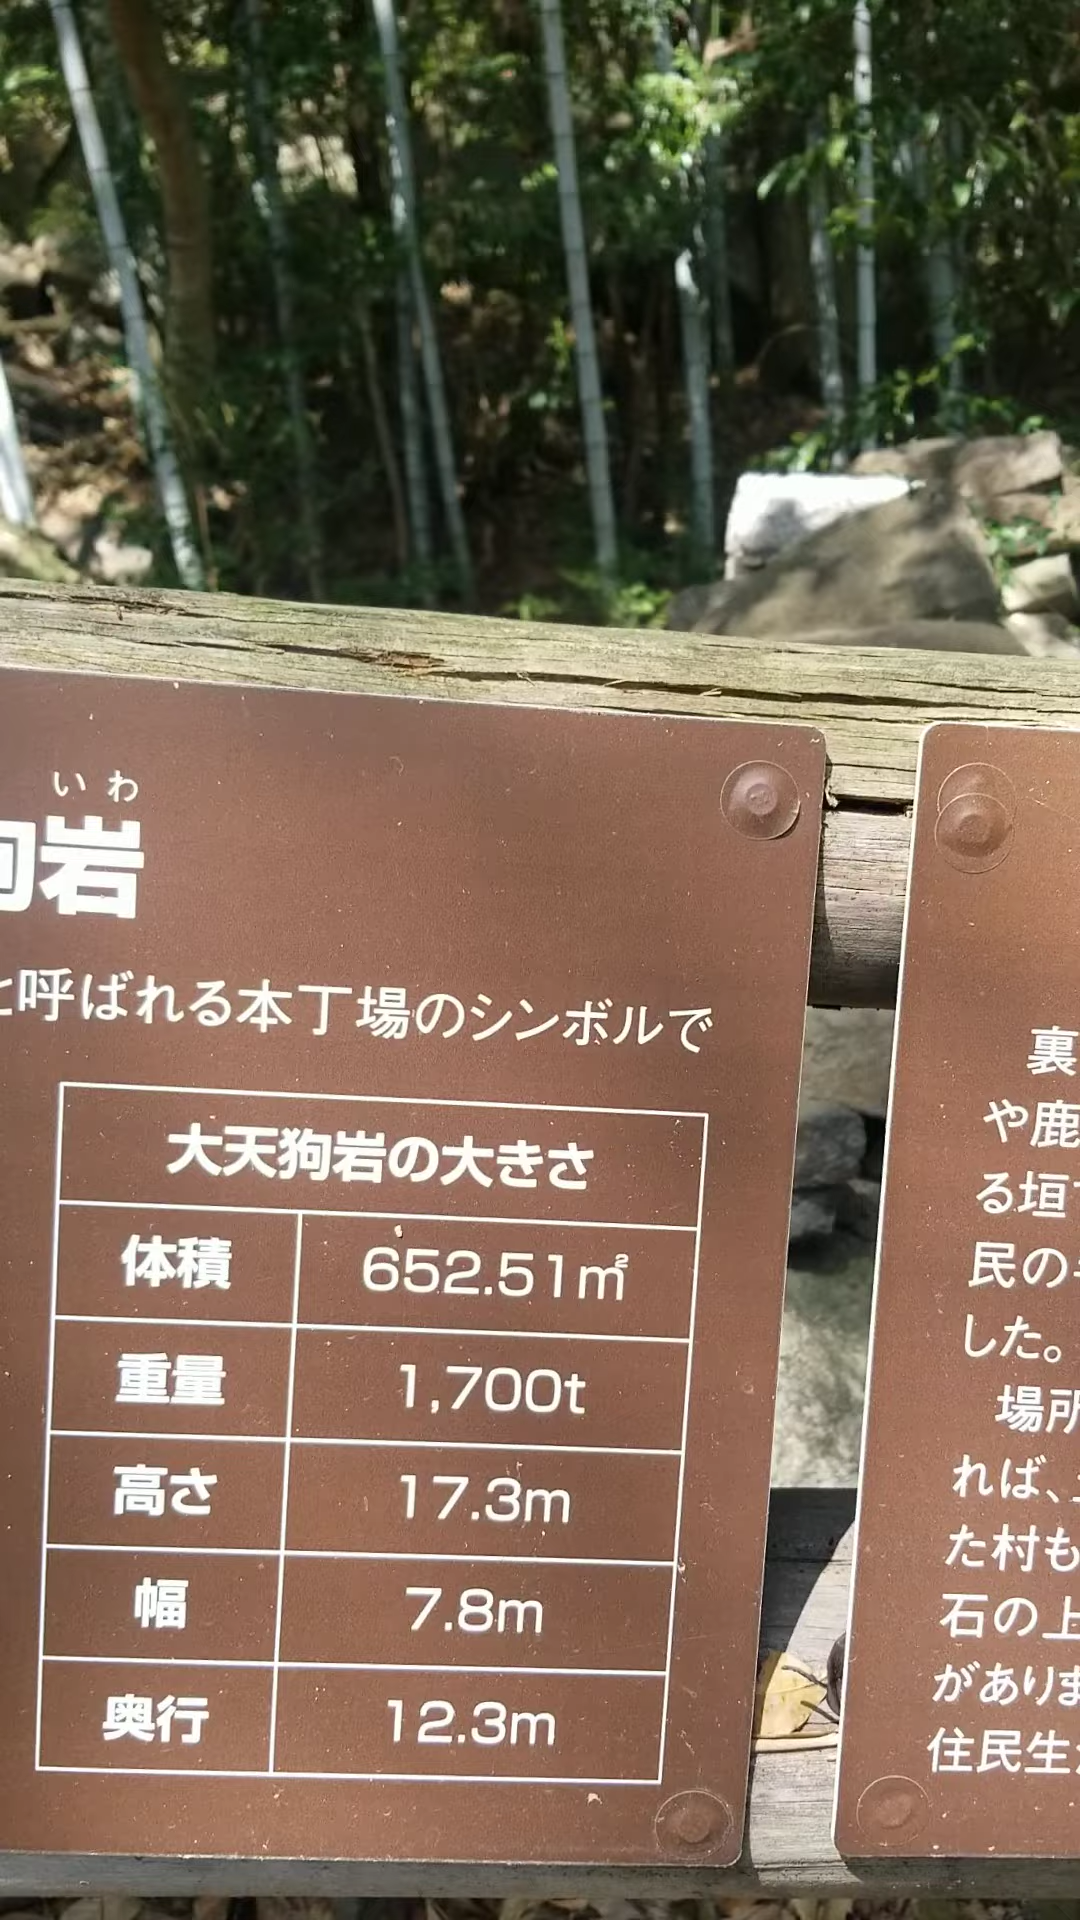 いわ
岩
と呼ばれる本丁場のシンボルで
大天狗岩の大きさ
体積 652.51㎡
重量 1,700t
高さ 17.3m
幅 7.8m
奥行 12.3m
裏
や鹿
る垣
民の
した。
場所
れば、
た村も
石の上
があり
住民生